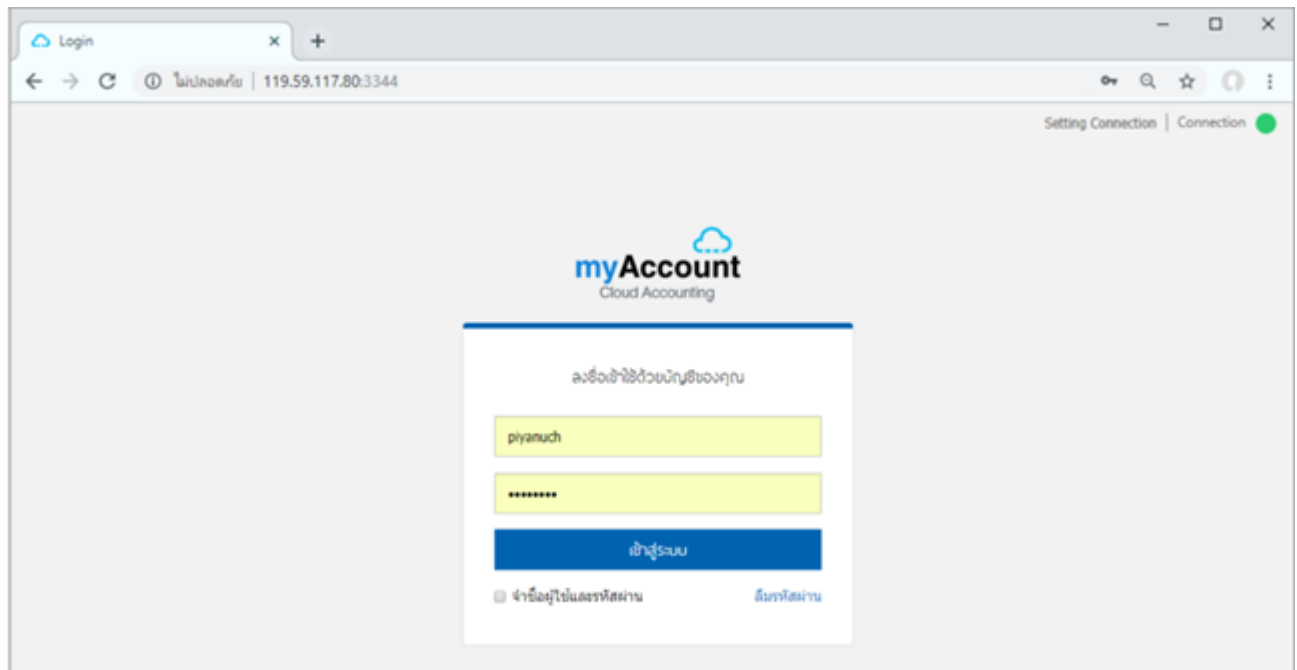 Login
ไม่ปลอดภัย | 119.59.117.80:3344
Setting Connection | Connection
myAccount
Cloud Accounting
ลงชื่อเข้าใช้ด้วยบัญชีของคุณ
piyanuch
••••••••
เข้าสู่ระบบ
จำชื่อผู้ใช้และรหัสผ่าน ลืมรหัสผ่าน